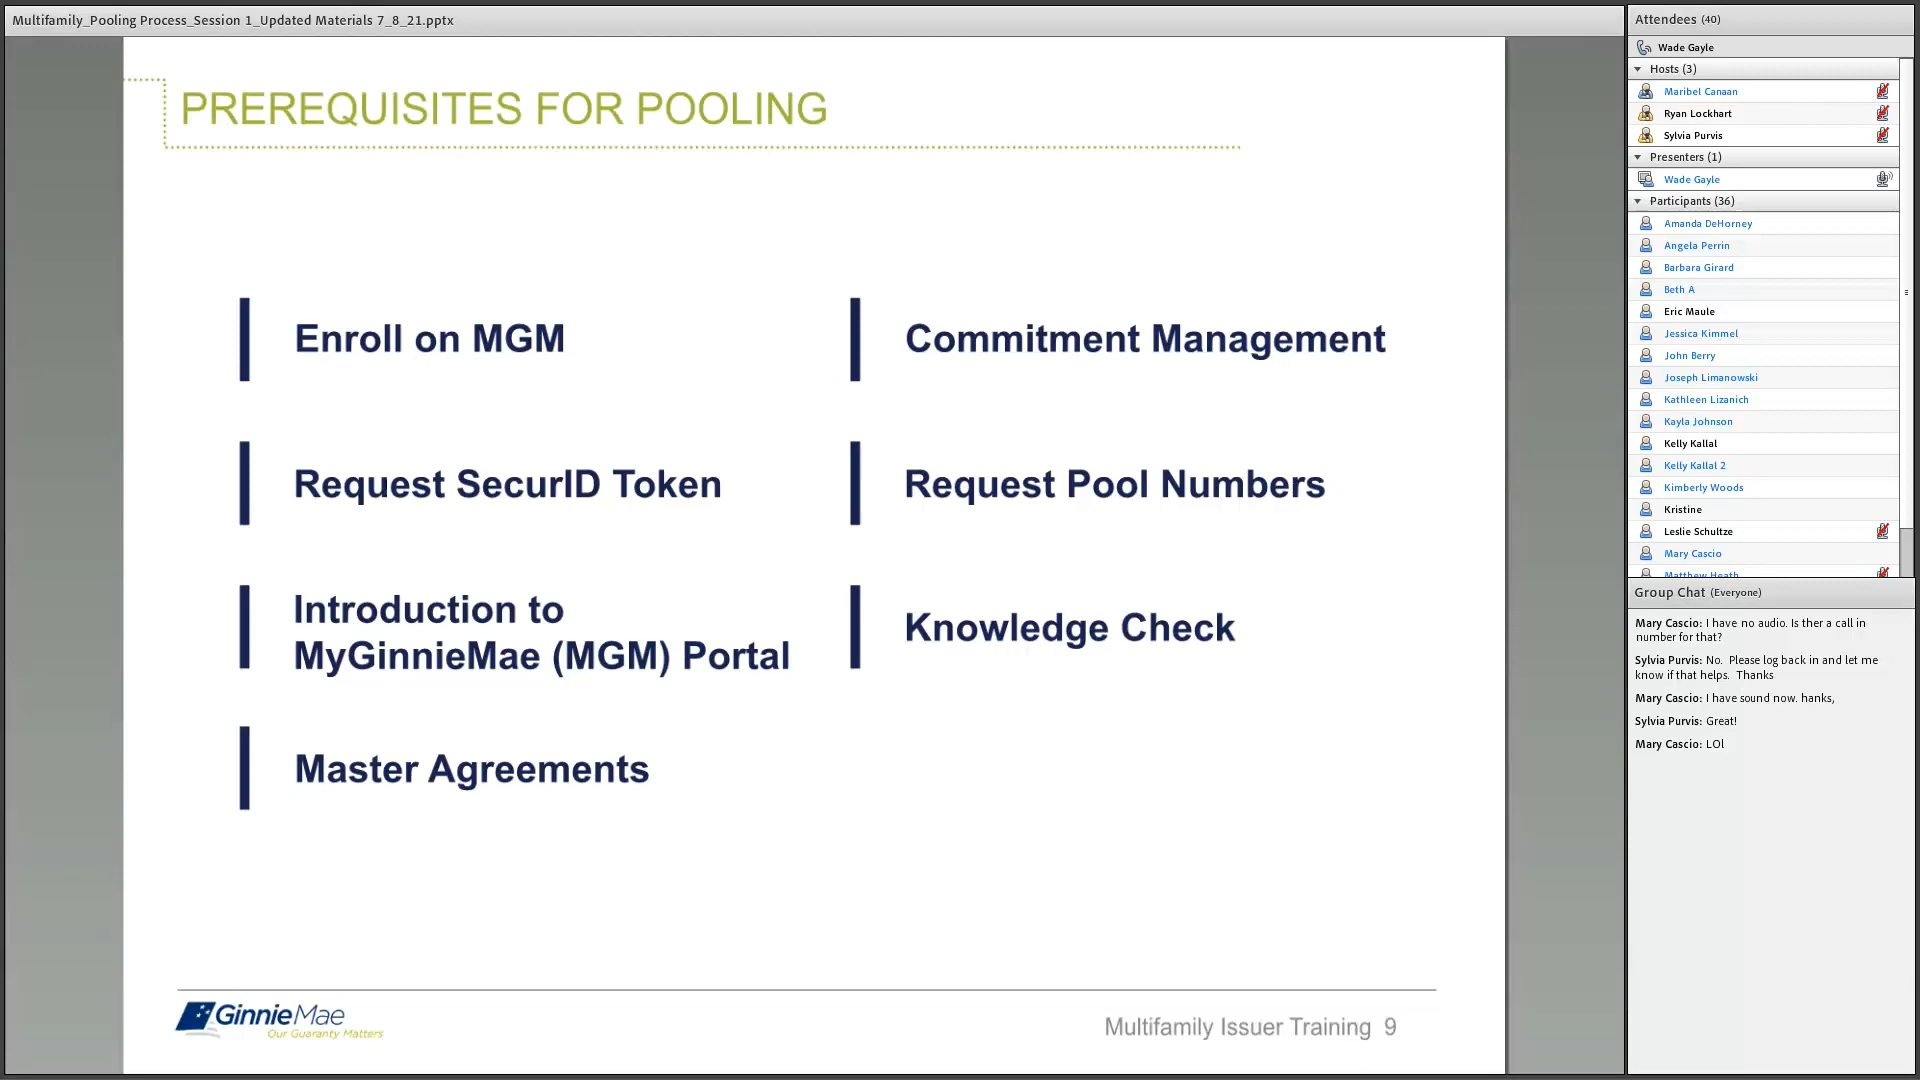 Multifamily_Pooling Process_Session 1_Updated Materials 7_8_21.pptx
PREREQUISITES FOR POOLING
Enroll on MGM
Request SecurID Token
Introduction to
MyGinnieMae (MGM) Portal
Master Agreements
Commitment Management
Request Pool Numbers
Knowledge Check
GinnieMae
Our Guaranty Matters
Multifamily Issuer Training 9
Attendees (40)
Wade Gayle
Hosts (3)
Maribel Canaan
Ryan Lockhart
Sylvia Purvis
Presenters (1)
Wade Gayle
Participants (36)
Amanda DeHorney
Angela Perrin
Barbara Girard
Beth A
Eric Maule
Jessica Kimmel
John Berry
Joseph Limanowski
Kathleen Lizanich
Kayla Johnson
Kelly Kallal
Kelly Kallal 2
Kimberly Woods
Kristine
Leslie Schultze
Mary Cascio
Matthew Heath
Group Chat (Everyone)
Mary Cascio: I have no audio. Is ther a call in
number for that?
Sylvia Purvis: No. Please log back in and let me
know if that helps. Thanks
Mary Cascio: I have sound now. hanks,
Sylvia Purvis: Great!
Mary Cascio: LOl